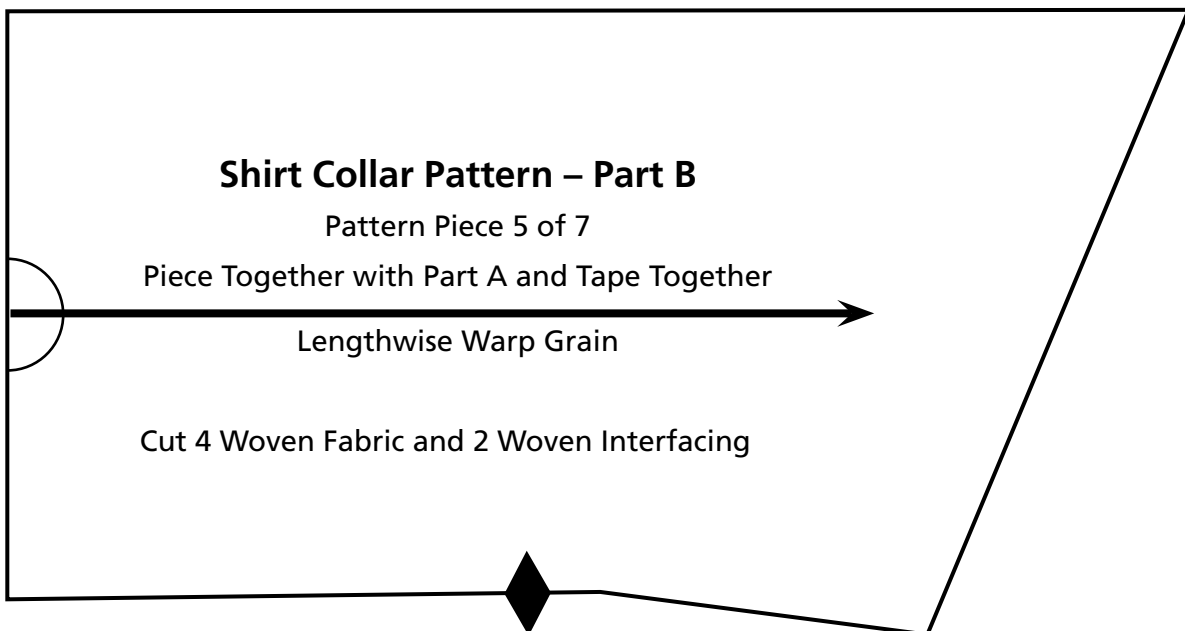 Shirt Collar Pattern – Part B
Pattern Piece 5 of 7
Piece Together with Part A and Tape Together
Lengthwise Warp Grain
Cut 4 Woven Fabric and 2 Woven Interfacing